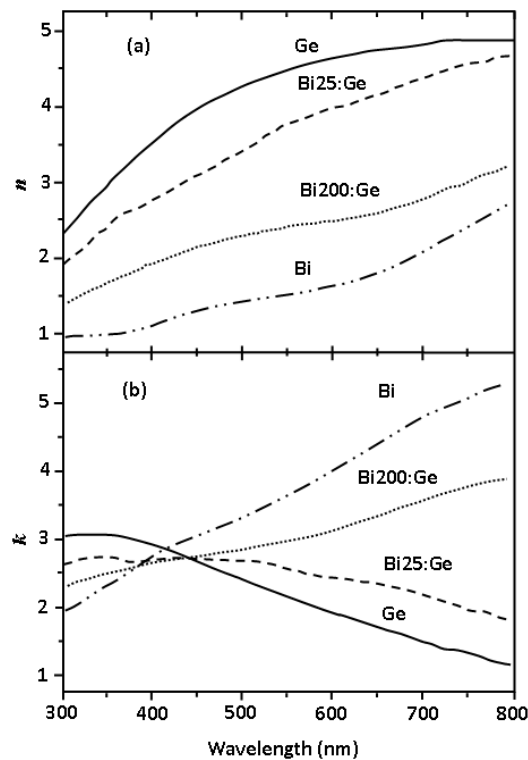 (a)
Ge
Bi25:Ge
Bi200:Ge
Bi
n
5
4
3
2
1
(b)
Bi
Bi200:Ge
Bi25:Ge
Ge
k
5
4
3
2
1
300 400 500 600 700 800
Wavelength (nm)